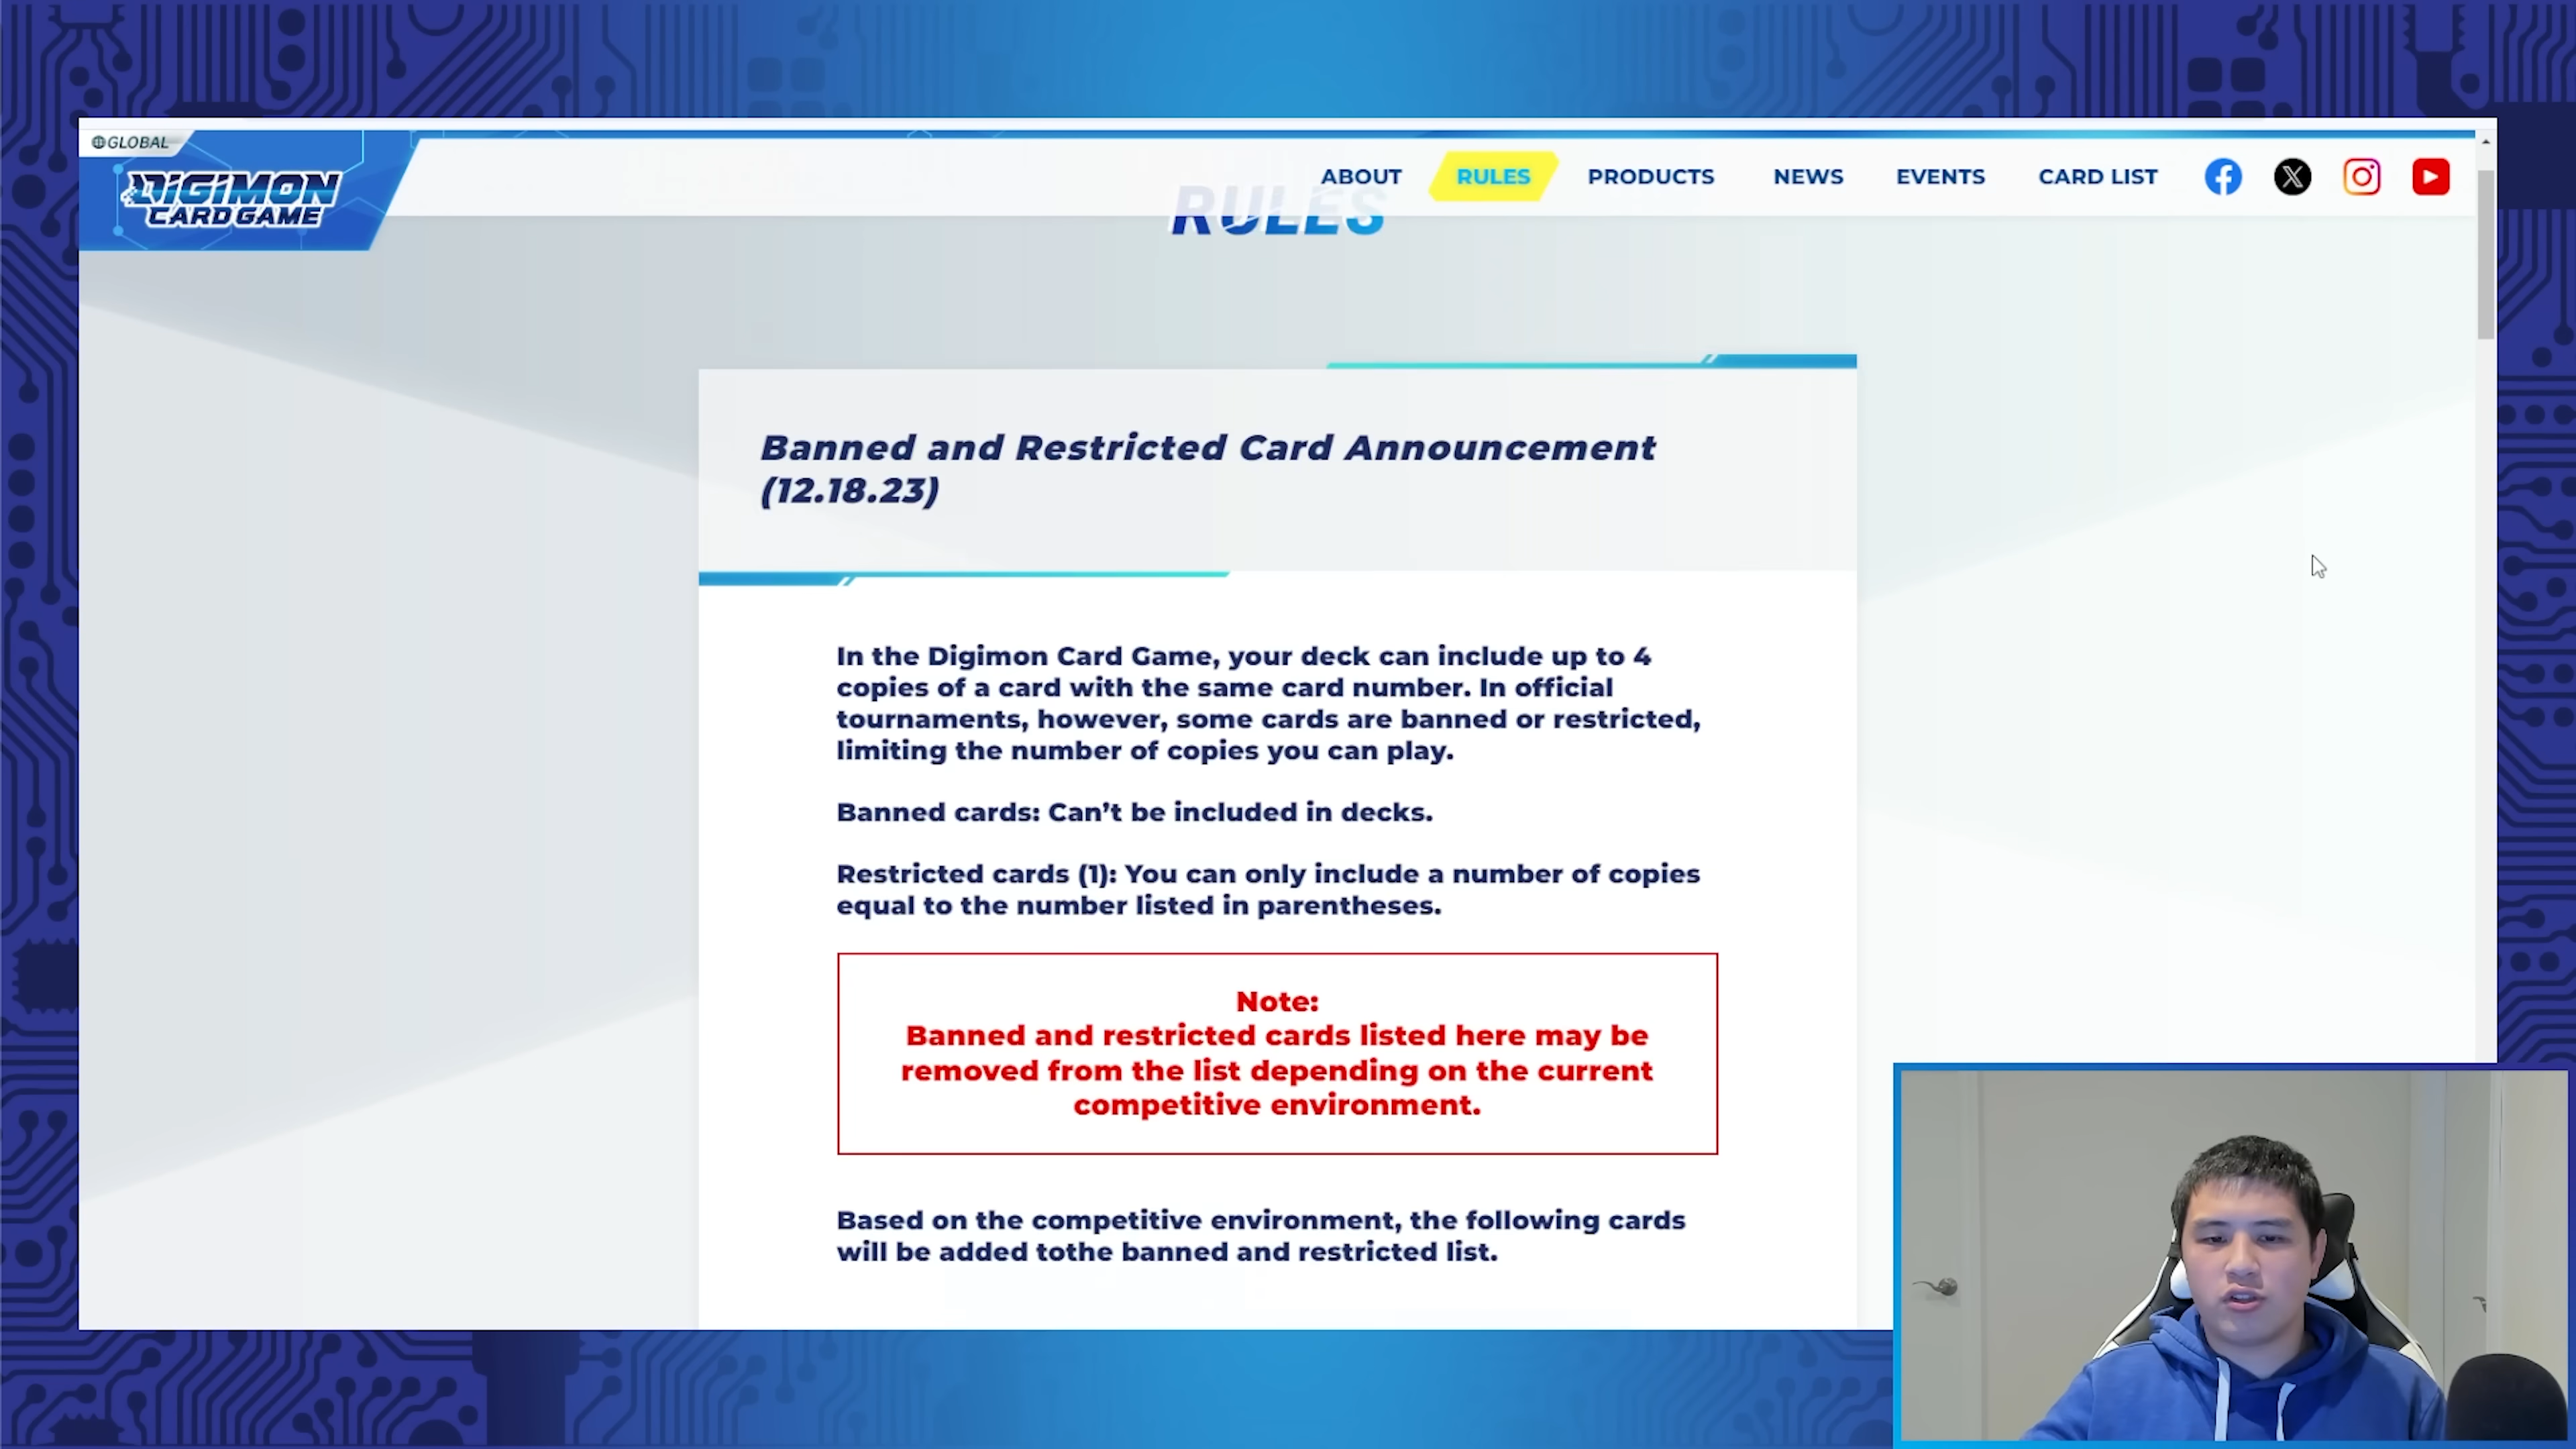 GLOBAL
DIGIMON
CARD GAME
ABOUT
RULES
PRODUCTS
NEWS
EVENTS
CARD LIST
RULES
Banned and Restricted Card Announcement
(12.18.23)
In the Digimon Card Game, your deck can include up to 4
copies of a card with the same card number. In official
tournaments, however, some cards are banned or restricted,
limiting the number of copies you can play.
Banned cards: Can’t be included in decks.
Restricted cards (1): You can only include a number of copies
equal to the number listed in parentheses.
Note:
Banned and restricted cards listed here may be
removed from the list depending on the current
competitive environment.
Based on the competitive environment, the following cards
will be added tothe banned and restricted list.